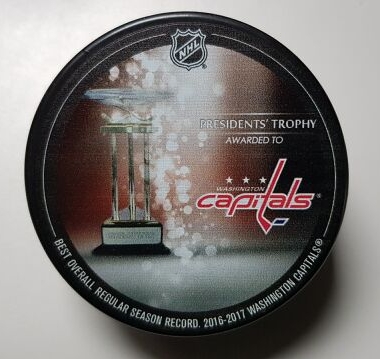 NHL
PRESIDENTS' TROPHY
AWARDED TO
WASHINGTON
capitals®
BEST OVERALL REGULAR SEASON RECORD. 2016-2017 WASHINGTON CAPITALS®